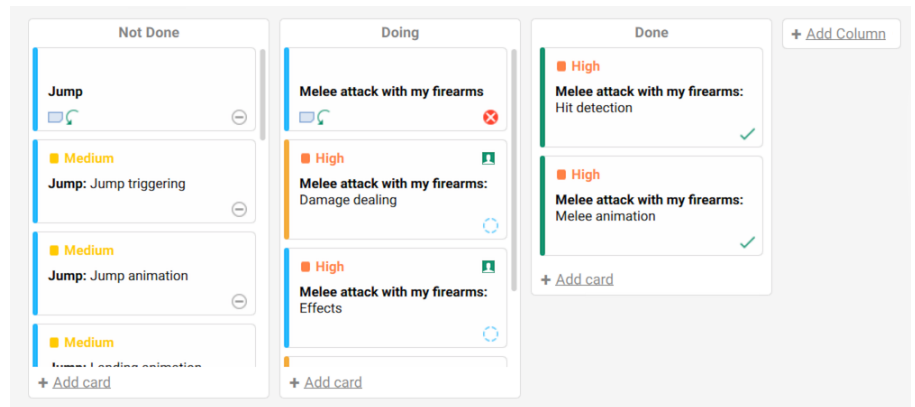 Not Done
Jump
Medium
Jump: Jump triggering
Medium
Jump: Jump animation
Medium
Jump: Landing animation
+ Add card
Doing
Melee attack with my firearms
High
Melee attack with my firearms:
Damage dealing
High
Melee attack with my firearms:
Effects
+ Add card
Done
High
Melee attack with my firearms:
Hit detection
High
Melee attack with my firearms:
Melee animation
+ Add card
+ Add Column